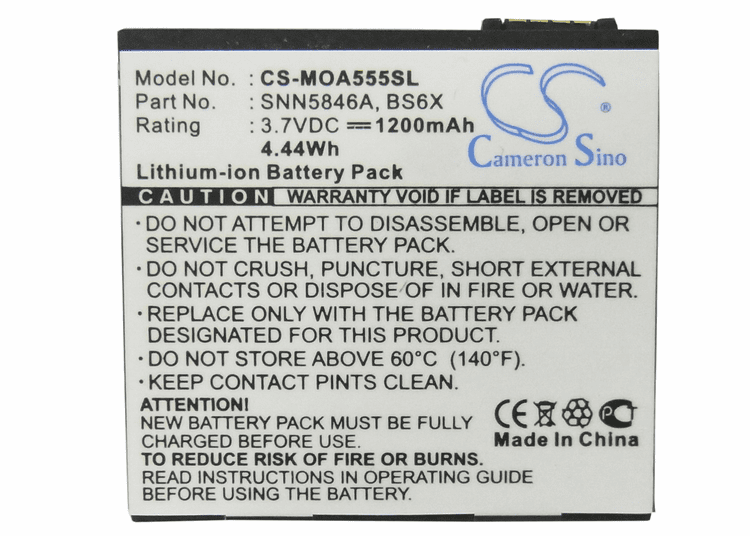 Model No. : CS-MOA555SL
Part No. : SNN5846A, BS6X
Rating : 3.7VDC ⎓ 1200mAh
4.44Wh
Lithium-ion Battery Pack
CS ®
Cameron Sino
CAUTION WARRANTY VOID IF LABEL IS REMOVED
·DO NOT ATTEMPT TO DISASSEMBLE, OPEN OR
SERVICE THE BATTERY PACK.
·DO NOT CRUSH, PUNCTURE, SHORT EXTERNAL
CONTACTS OR DISPOSE OF IN FIRE OR WATER.
·REPLACE ONLY WITH THE BATTERY PACK
DESIGNATED FOR THIS PRODUCT.
·DO NOT STORE ABOVE 60°C (140°F).
·KEEP CONTACT PINTS CLEAN.
ATTENTION!
NEW BATTERY PACK MUST BE FULLY
CHARGED BEFORE USE.
TO REDUCE RISK OF FIRE OR BURNS.
READ INSTRUCTIONS IN OPERATING GUIDE
BEFORE USING THE BATTERY.
CE PC
Made In China